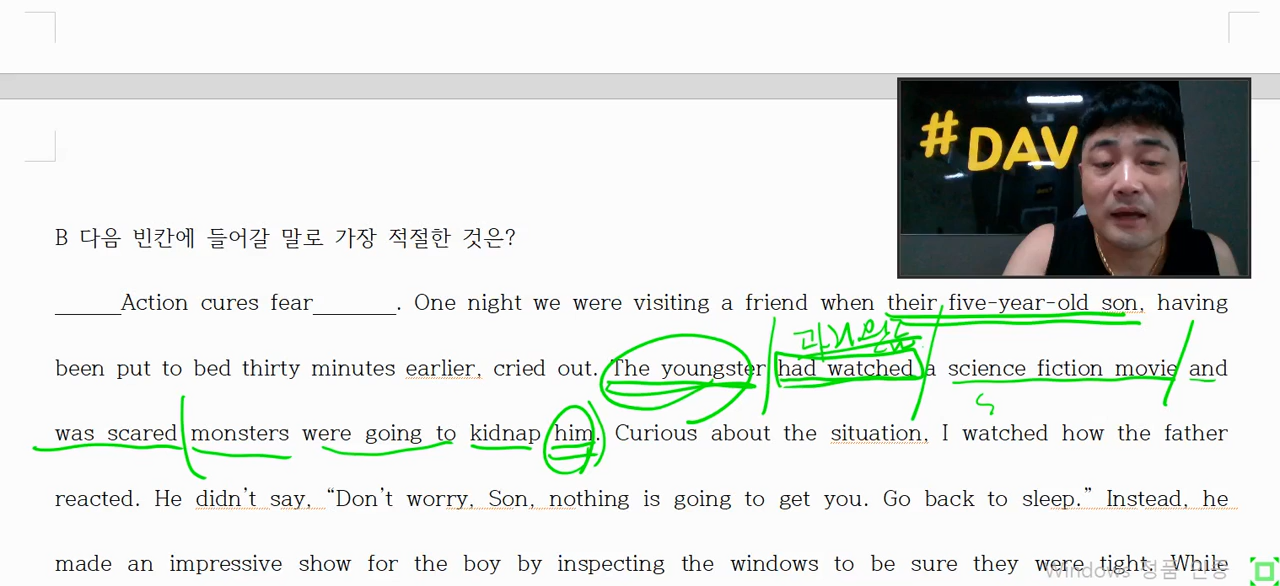 #DAV
B 다음 빈칸에 들어갈 말로 가장 적절한 것은?
______Action cures fear______. One night we were visiting a friend when their five-year-old son, having
과거완료
been put to bed thirty minutes earlier, cried out. The youngster had watched a science fiction movie and
was scared monsters were going to kidnap him. Curious about the situation, I watched how the father
reacted. He didn't say, “Don't worry, Son, nothing is going to get you. Go back to sleep.” Instead, he
made an impressive show for the boy by inpecting the windows to be sure they were tight. While
Windows 정품 인증